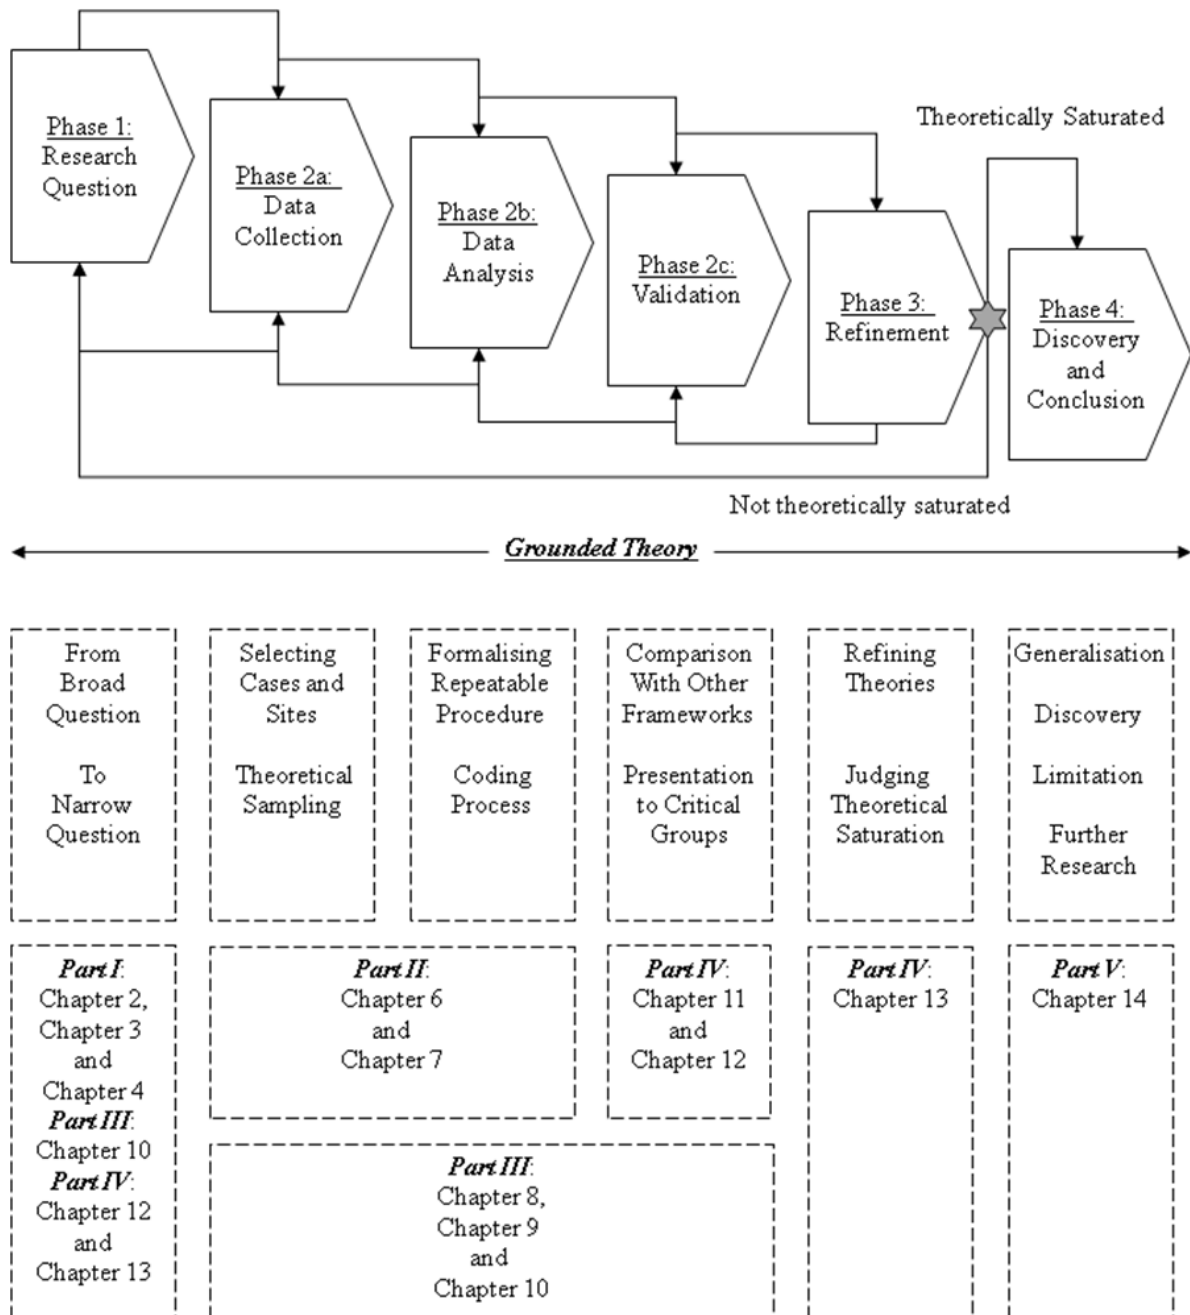 Phase 1:
Research
Question
Phase 2a:
Data
Collection
Phase 2b:
Data
Analysis
Phase 2c:
Validation
Phase 3:
Refinement
Theoretically Saturated
Phase 4:
Discovery
and
Conclusion
Not theoretically saturated
Grounded Theory
From
Broad
Question
To
Narrow
Question
Selecting
Cases and
Sites
Theoretical
Sampling
Formalising
Repeatable
Procedure
Coding
Process
Comparison
With Other
Frameworks
Presentation
to Critical
Groups
Refining
Theories
Judging
Theoretical
Saturation
Generalisation
Discovery
Limitation
Further
Research
Part I:
Chapter 2,
Chapter 3
and
Chapter 4
Part III:
Chapter 10
Part IV:
Chapter 12
and
Chapter 13
Part II:
Chapter 6
and
Chapter 7
Part IV:
Chapter 11
and
Chapter 12
Part IV:
Chapter 13
Part V:
Chapter 14
Part III:
Chapter 8,
Chapter 9
and
Chapter 10